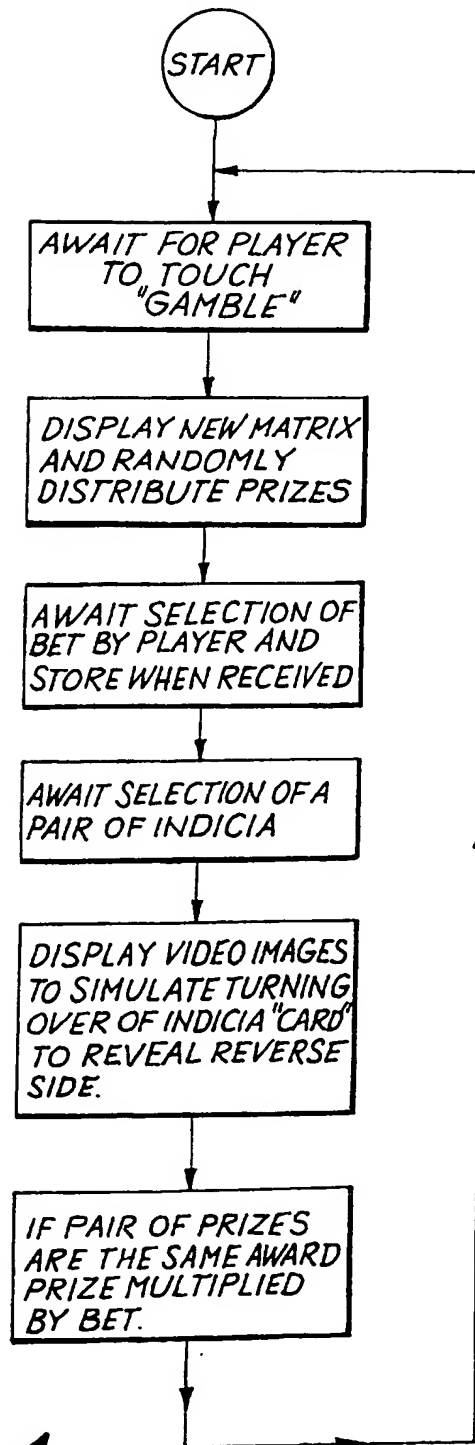 START
AWAIT FOR PLAYER
TO TOUCH
"GAMBLE"
DISPLAY NEW MATRIX
AND RANDOMLY
DISTRIBUTE PRIZES
AWAIT SELECTION OF
BET BY PLAYER AND
STORE WHEN RECEIVED
AWAIT SELECTION OF A
PAIR OF INDICIA
DISPLAY VIDEO IMAGES
TO SIMULATE TURNING
OVER OF INDICIA "CARD"
TO REVEAL REVERSE
SIDE.
IF PAIR OF PRIZES
ARE THE SAME AWARD
PRIZE MULTIPLIED
BY BET.